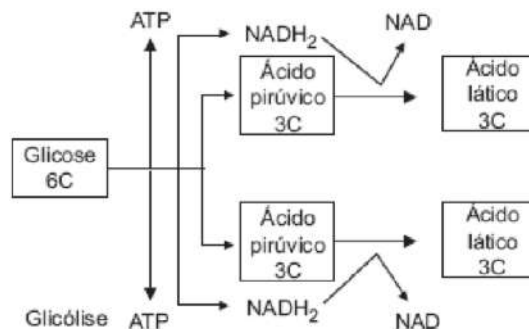 ATP
NADH₂
NAD
Ácido
pirúvico
3C
Ácido
lático
3C
Glicose
6C
Ácido
pirúvico
3C
Ácido
lático
3C
Glicólise
ATP
NADH₂
NAD